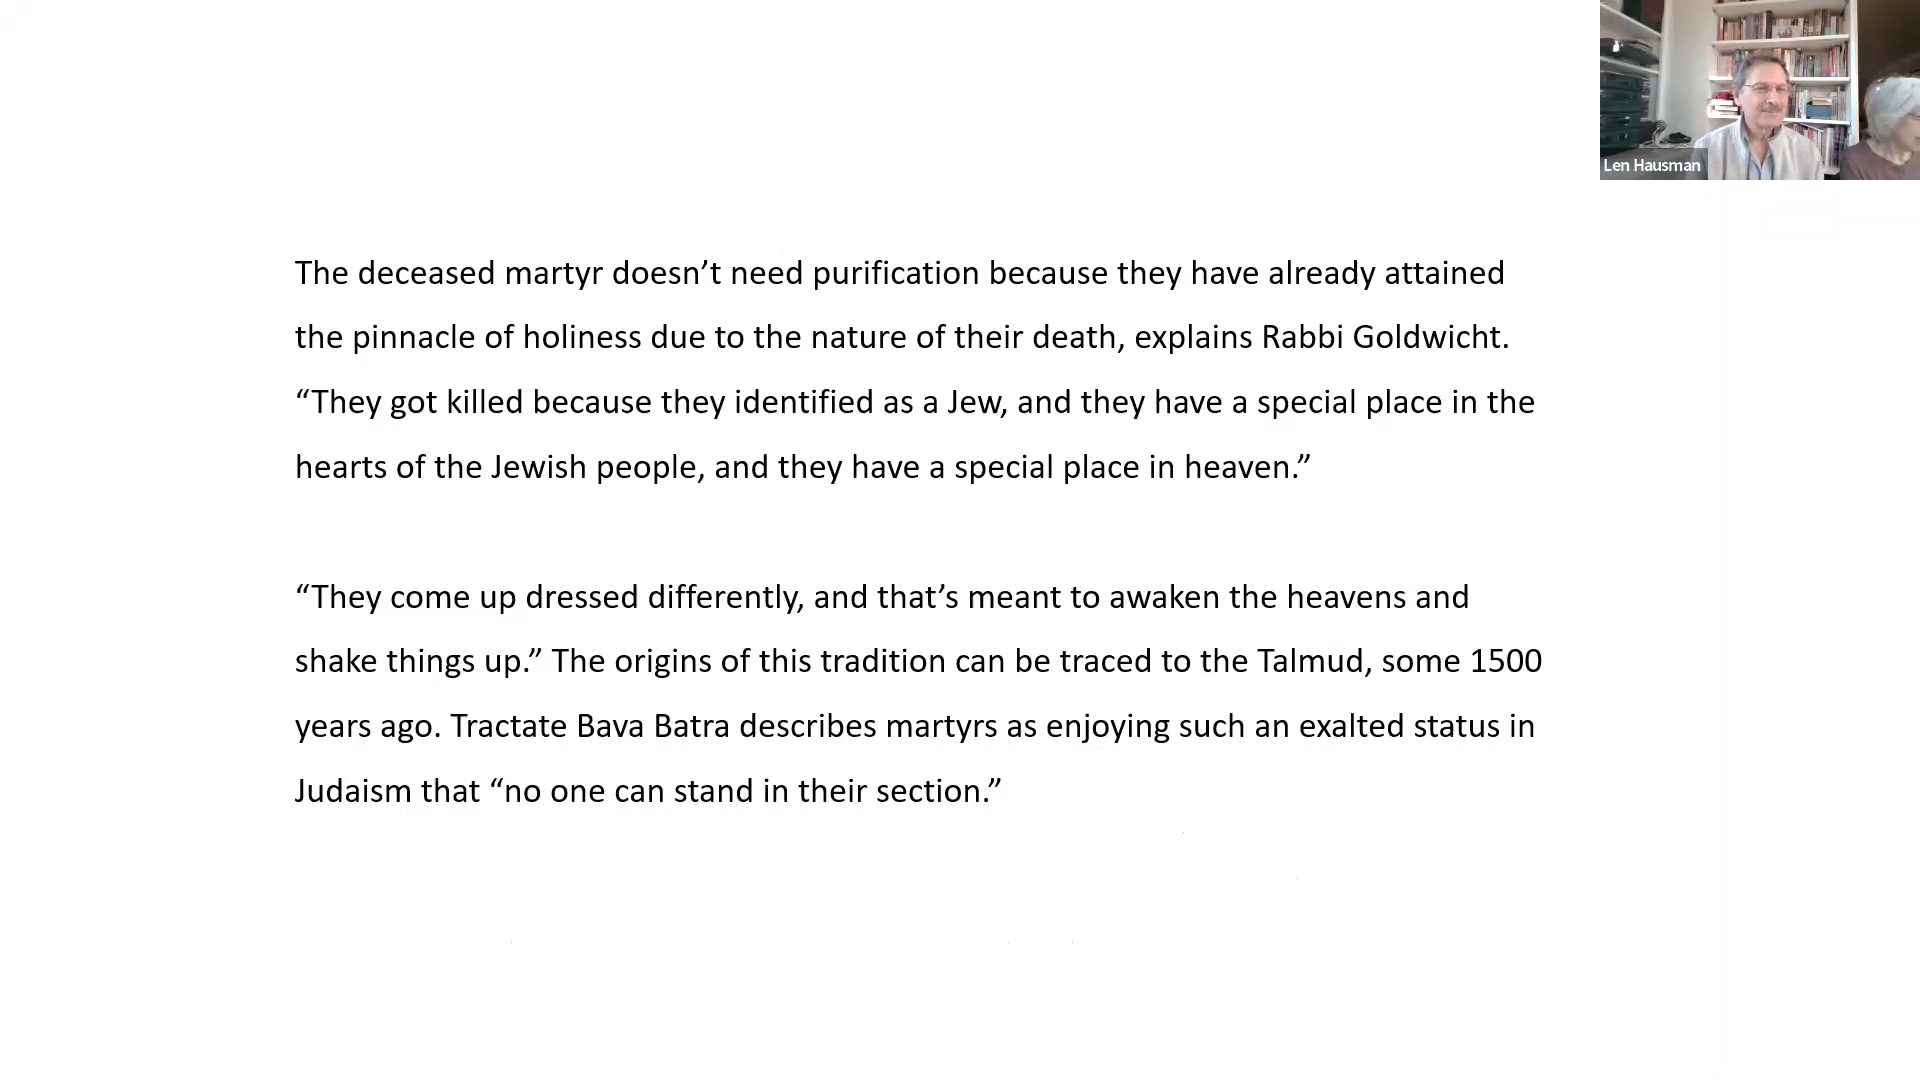 Len Hausman
The deceased martyr doesn’t need purification because they have already attained
the pinnacle of holiness due to the nature of their death, explains Rabbi Goldwicht.
“They got killed because they identified as a Jew, and they have a special place in the
hearts of the Jewish people, and they have a special place in heaven.”
“They come up dressed differently, and that’s meant to awaken the heavens and
shake things up.” The origins of this tradition can be traced to the Talmud, some 1500
years ago. Tractate Bava Batra describes martyrs as enjoying such an exalted status in
Judaism that “no one can stand in their section.”